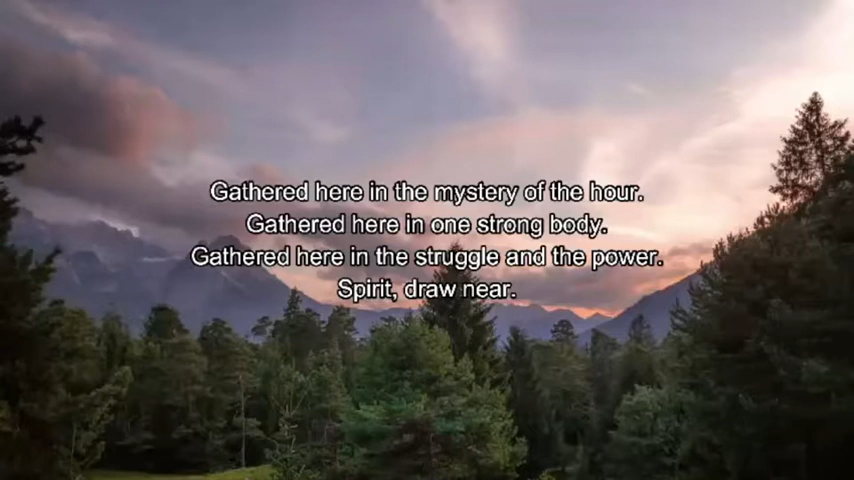 Gathered here in the mystery of the hour.
Gathered here in one strong body.
Gathered here in the struggle and the power.
Spirit, draw near.